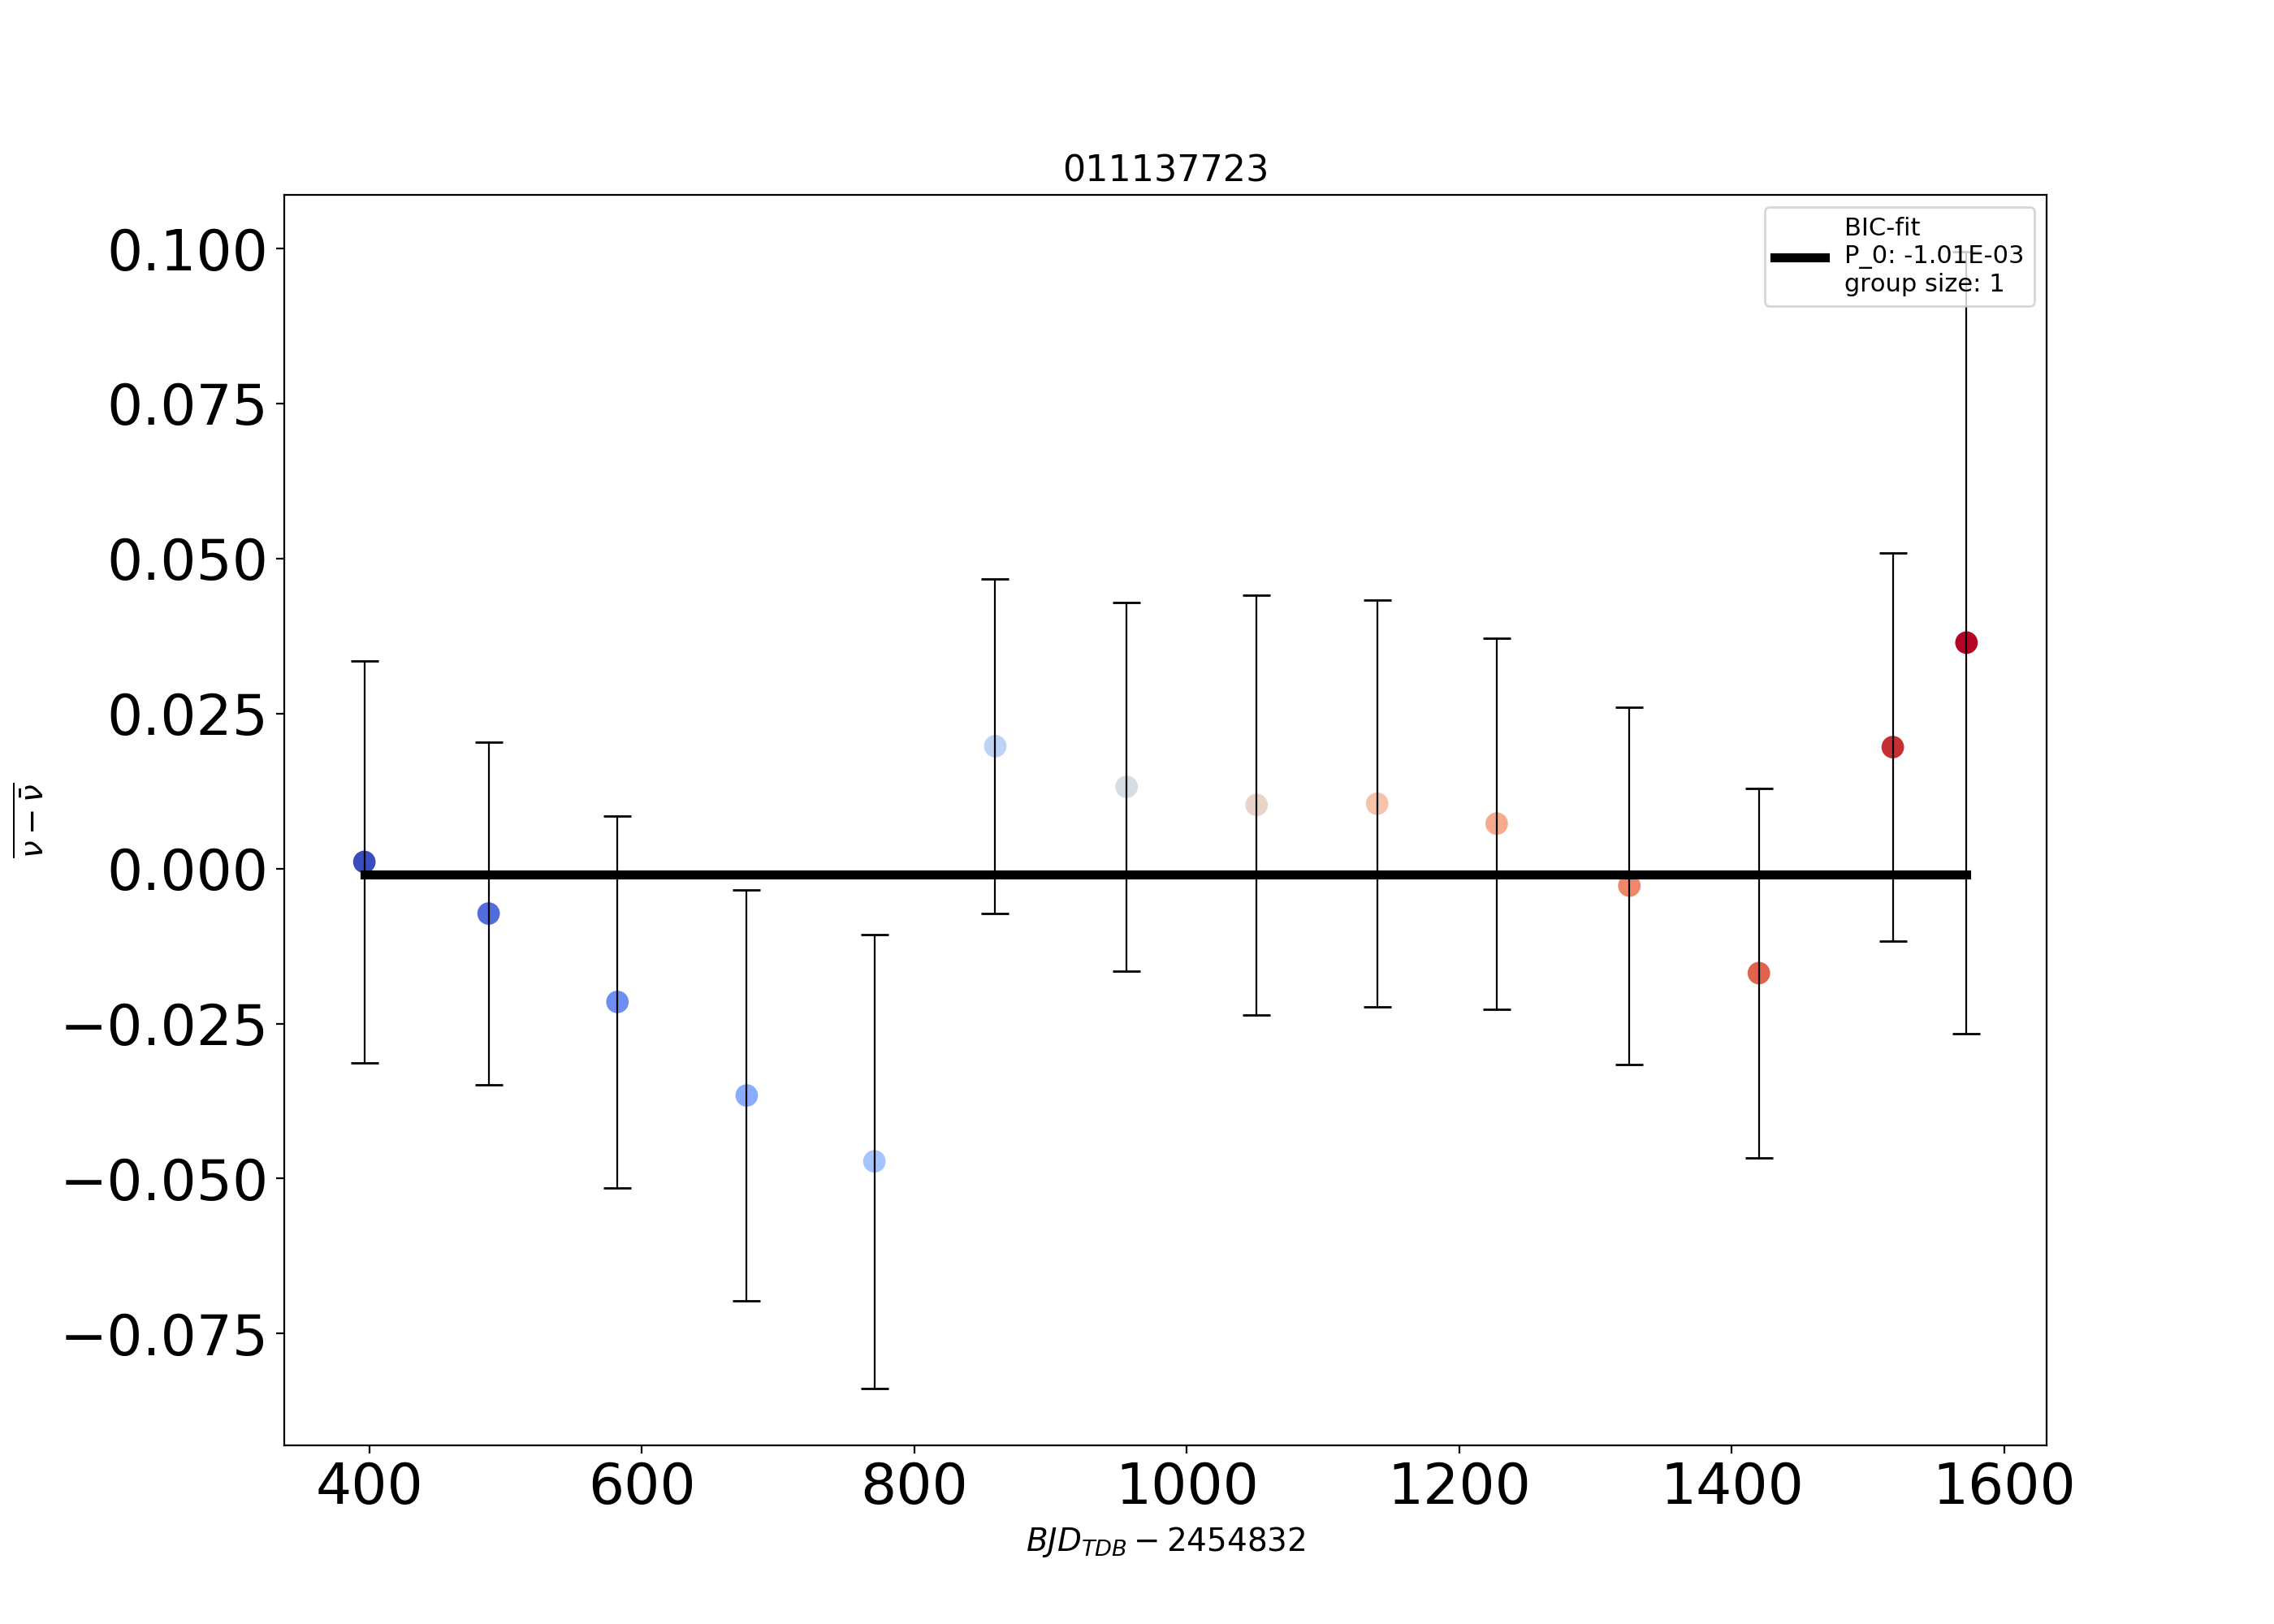 011137723
BIC-fit
P_0: -1.01E-03
group size: 1
0.100
0.075
0.050
0.025
0.000
−0.025
−0.050
−0.075
ν − ν̄
400 600 800 1000 1200 1400 1600
BJD_TDB − 2454832